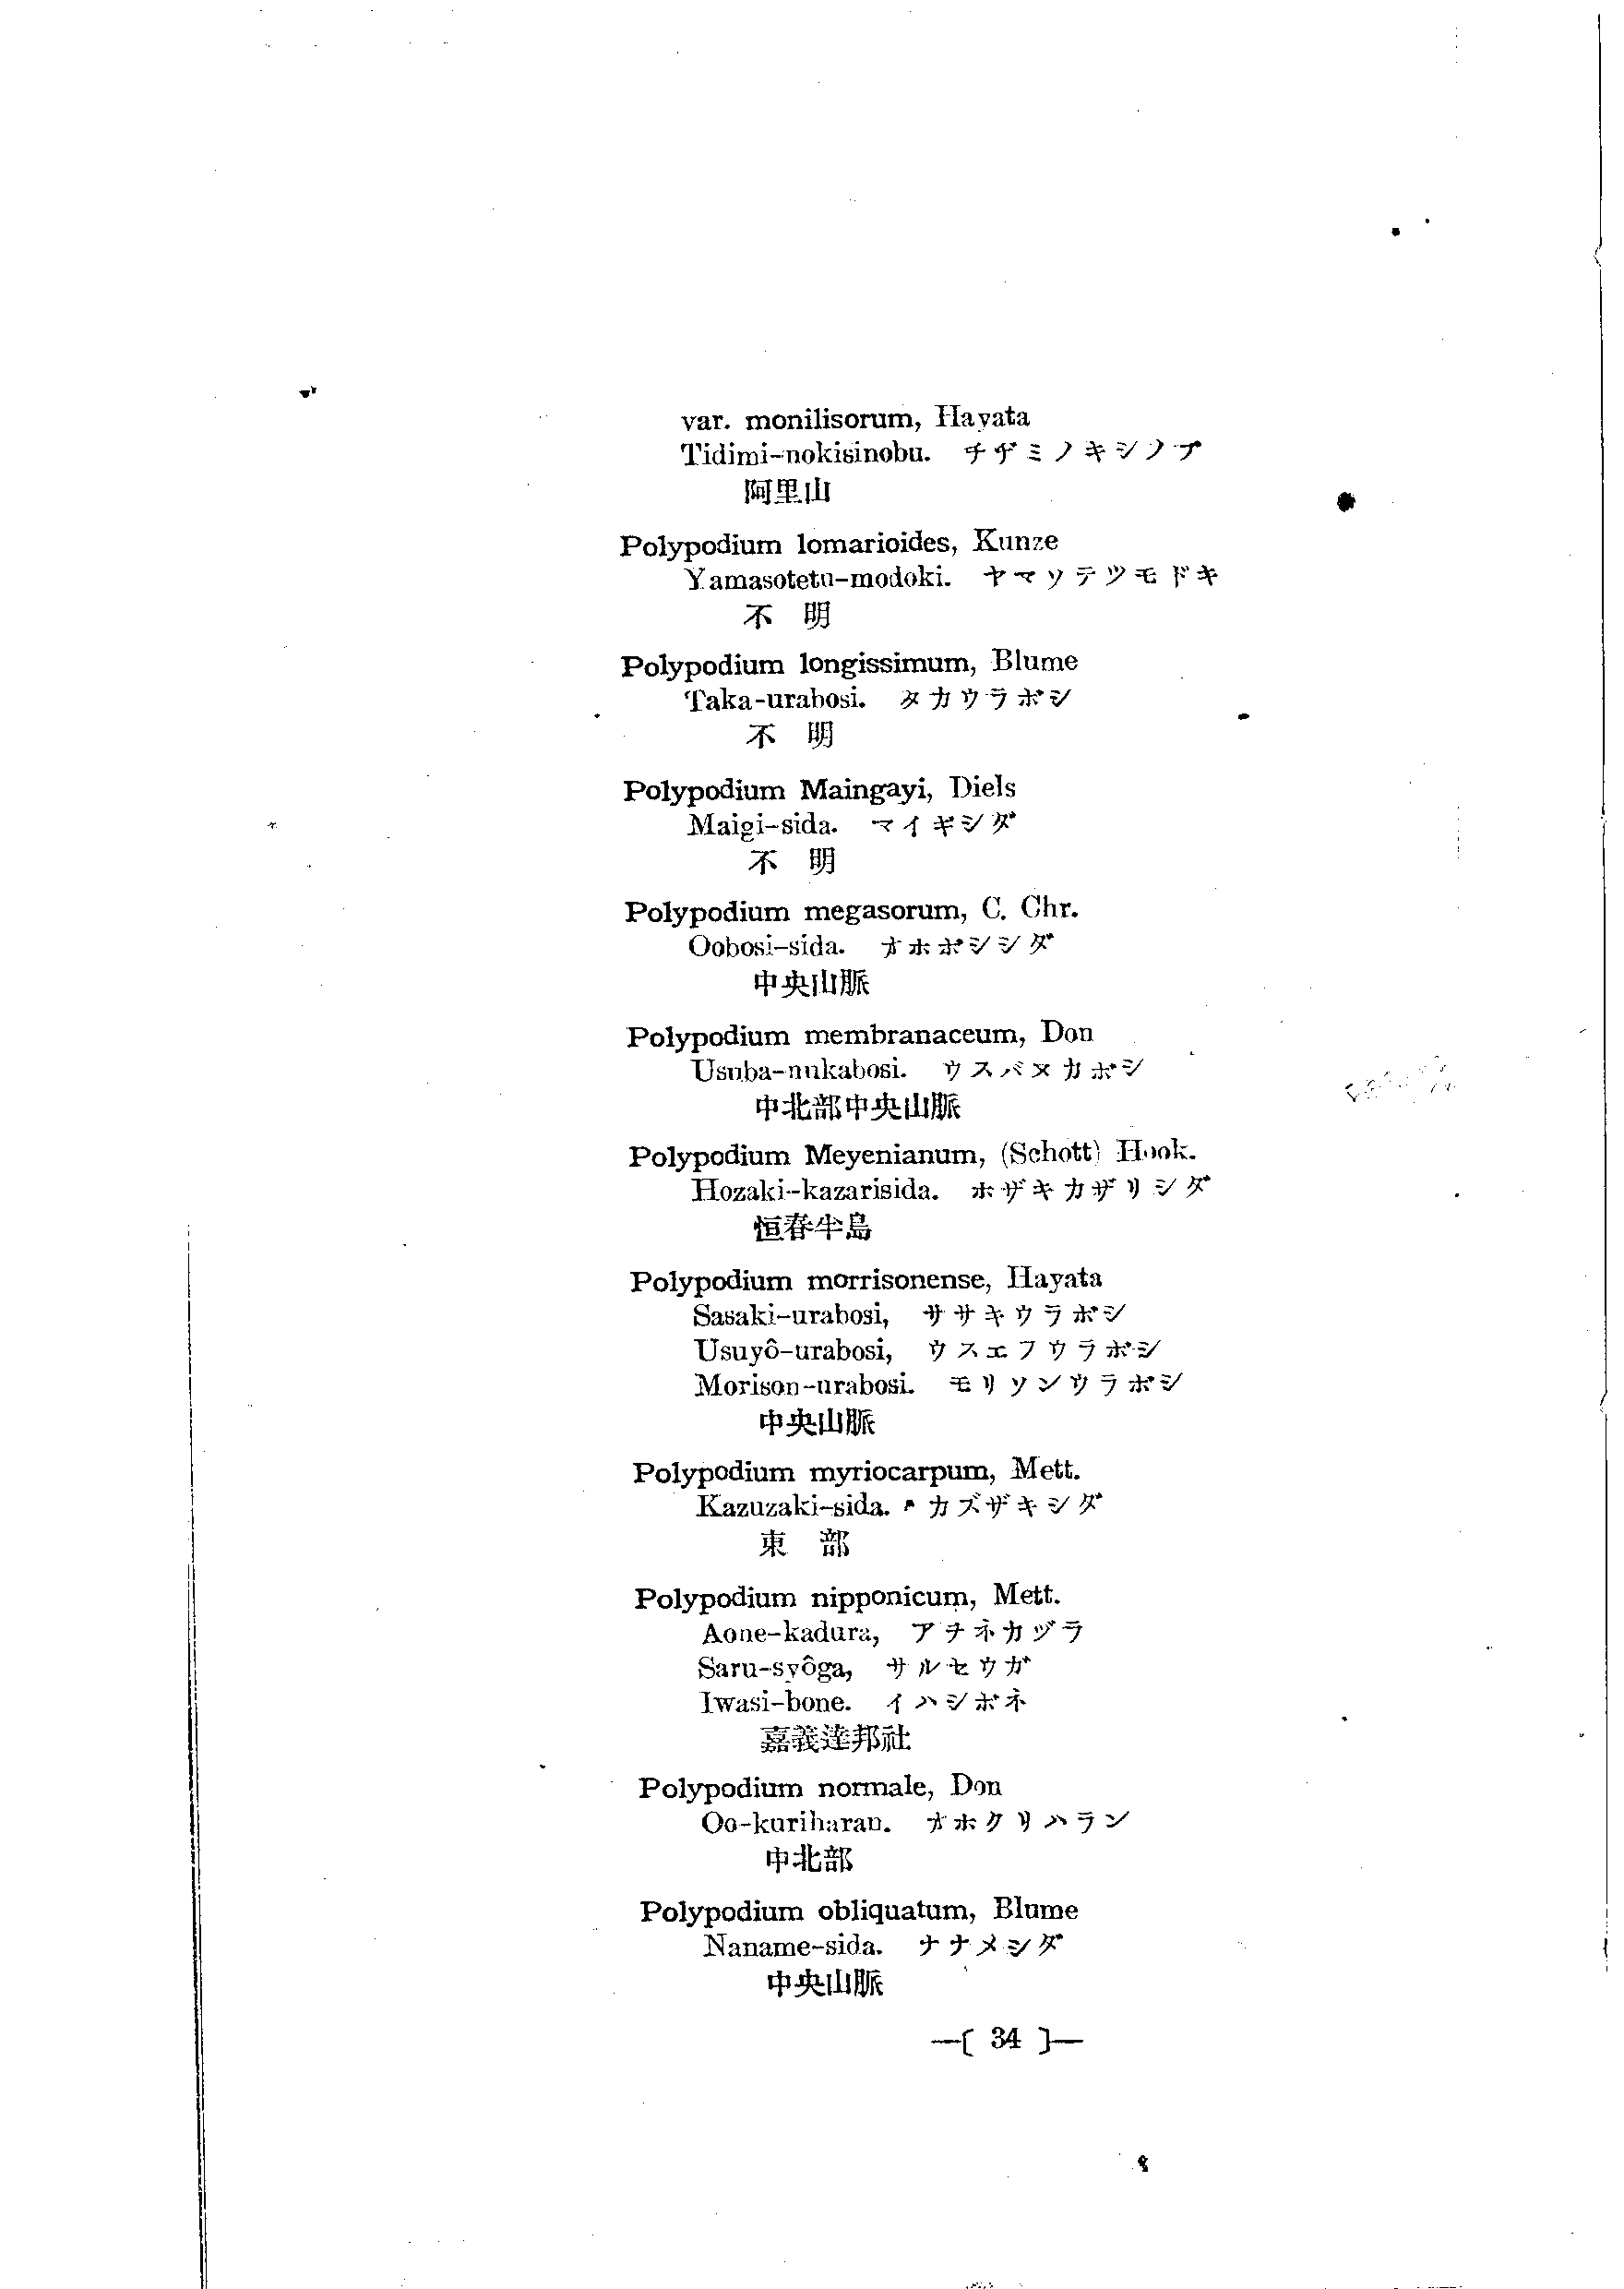 var. monilisorum, Hayata
Tidimi-nokisinobu. チヂミノキシノブ
阿里山
Polypodium lomarioides, Kunze
Yamasotetu-modoki. ヤマソテツモドキ
不 明
Polypodium longissimum, Blume
Taka-urabosi. タカウラボシ
不 明
Polypodium Maingayi, Diels
Maigi-sida. マイギシダ
不 明
Polypodium megasorum, C. Chr.
Oobosi-sida. オホボシシダ
中央山脈
Polypodium membranaceum, Don
Usuba-nukabosi. ウスバヌカボシ
中北部中央山脈
Polypodium Meyenianum, (Schott) Hook.
Hozaki-kazarisida. ホザキカザリシダ
恒春半島
Polypodium morrisonense, Hayata
Sasaki-urabosi, ササキウラボシ
Usuyô-urabosi, ウスエフウラボシ
Morison-urabosi. モリソンウラボシ
中央山脈
Polypodium myriocarpum, Mett.
Kazuzaki-sida. カズザキシダ
東 部
Polypodium nipponicum, Mett.
Aone-kadura, アヲネカヅラ
Saru-syôga, サルセウガ
Iwasi-bone. イハシボネ
嘉義達邦社
Polypodium normale, Don
Oo-kuriharan. オホクリハラン
中北部
Polypodium obliquatum, Blume
Naname-sida. ナナメシダ
中央山脈
—[ 34 ]—